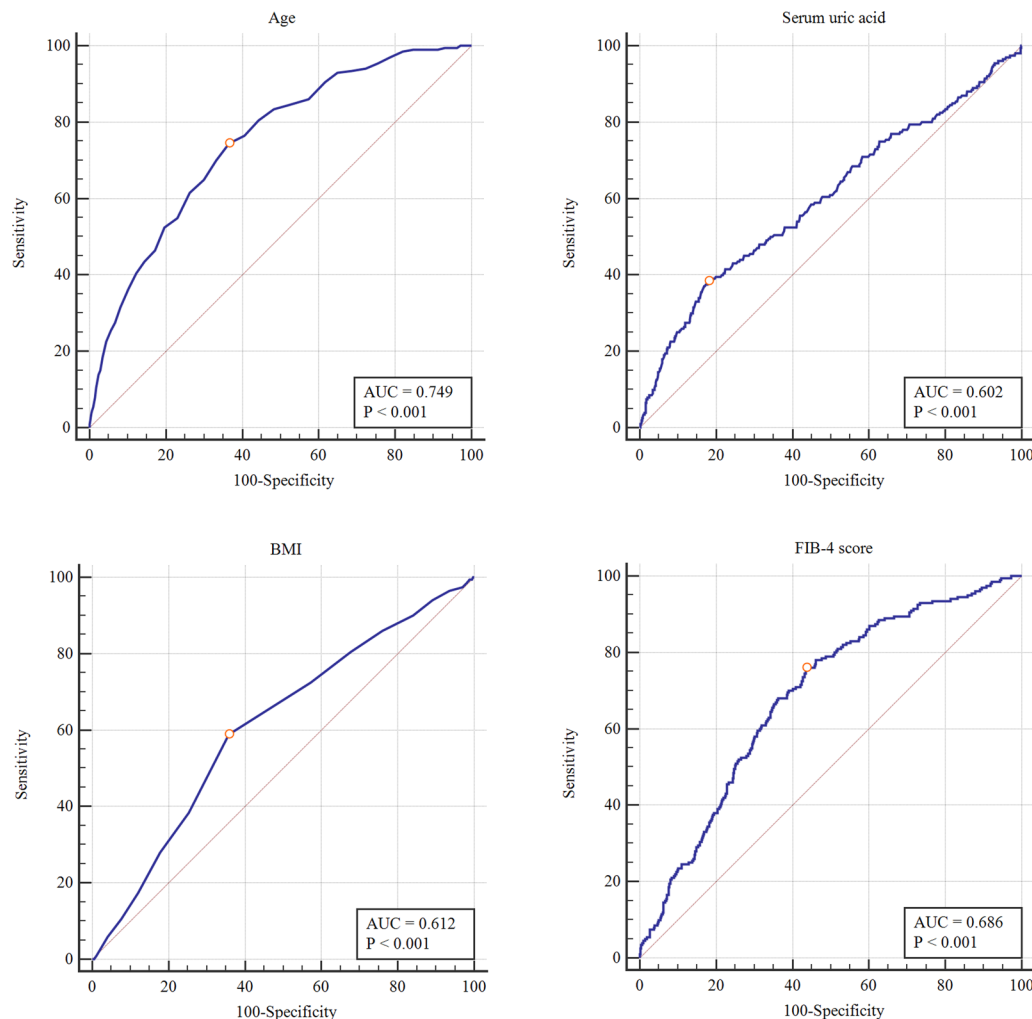 Age
Sensitivity
100
80
60
40
20
0
AUC = 0.749
P < 0.001
0 20 40 60 80 100
100-Specificity
Serum uric acid
Sensitivity
100
80
60
40
20
0
AUC = 0.602
P < 0.001
0 20 40 60 80 100
100-Specificity
BMI
Sensitivity
100
80
60
40
20
0
AUC = 0.612
P < 0.001
0 20 40 60 80 100
100-Specificity
FIB-4 score
Sensitivity
100
80
60
40
20
0
AUC = 0.686
P < 0.001
0 20 40 60 80 100
100-Specificity